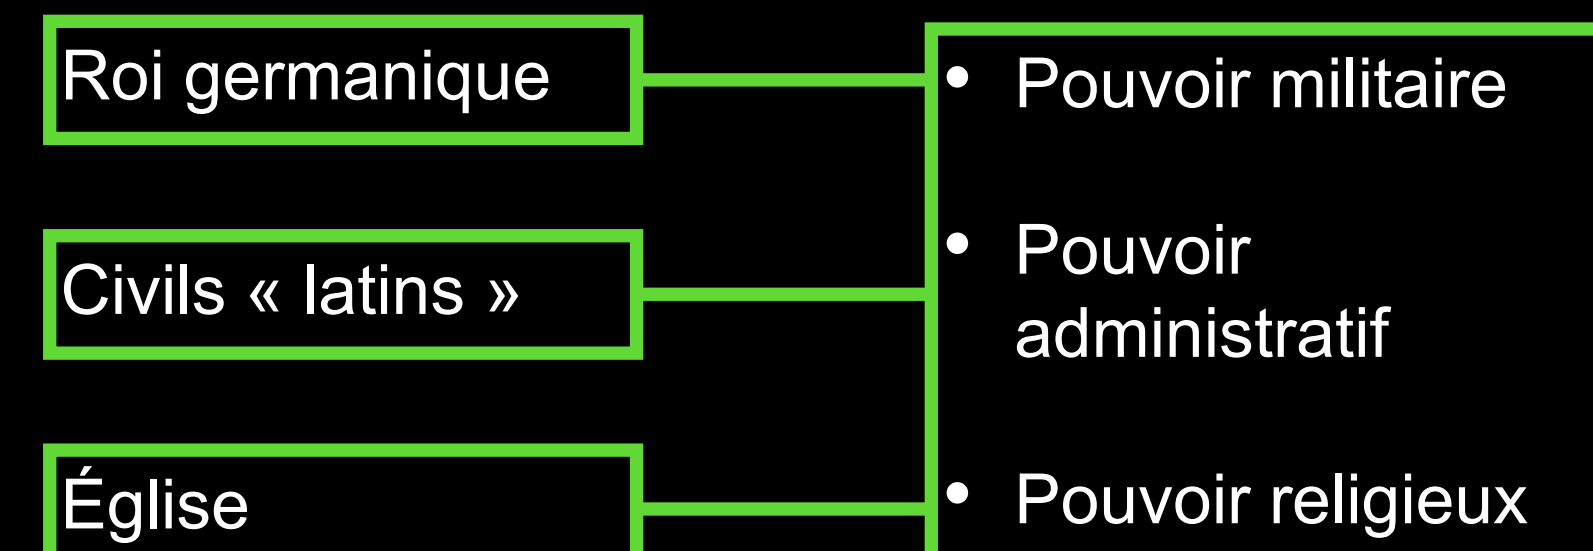 Roi germanique
• Pouvoir militaire
Civils « latins »
• Pouvoir
administratif
Église
• Pouvoir religieux